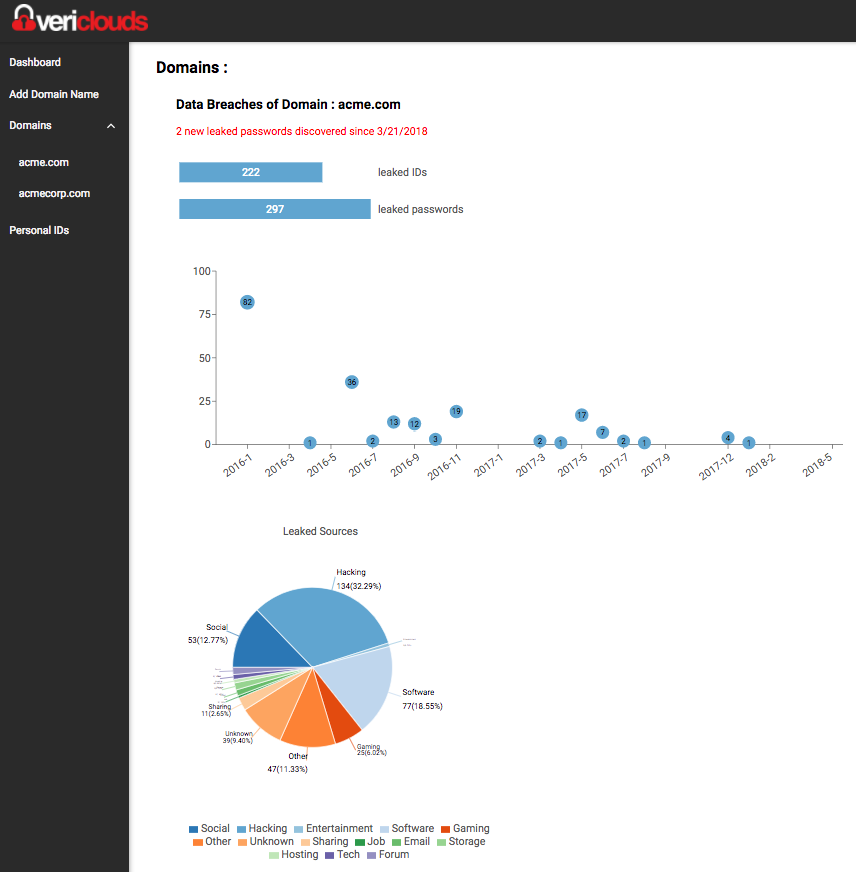 vericlouds
Dashboard
Add Domain Name
Domains
acme.com
acmecorp.com
Personal IDs
Domains :
Data Breaches of Domain : acme.com
2 new leaked passwords discovered since 3/21/2018
222 leaked IDs
297 leaked passwords
100
75
50
25
0
82
1
36
2
13
12
3
19
2
1
17
7
2
1
4
1
2016-1 2016-3 2016-5 2016-7 2016-9 2016-11 2017-1 2017-3 2017-5 2017-7 2017-9 2017-12 2018-2 2018-5
Leaked Sources
Hacking
134(32.29%)
Social
53(12.77%)
Software
77(18.55%)
Sharing
11(2.65%)
Unknown
39(9.40%)
Gaming
25(6.02%)
Other
47(11.33%)
Social Hacking Entertainment Software Gaming
Other Unknown Sharing Job Email Storage
Hosting Tech Forum